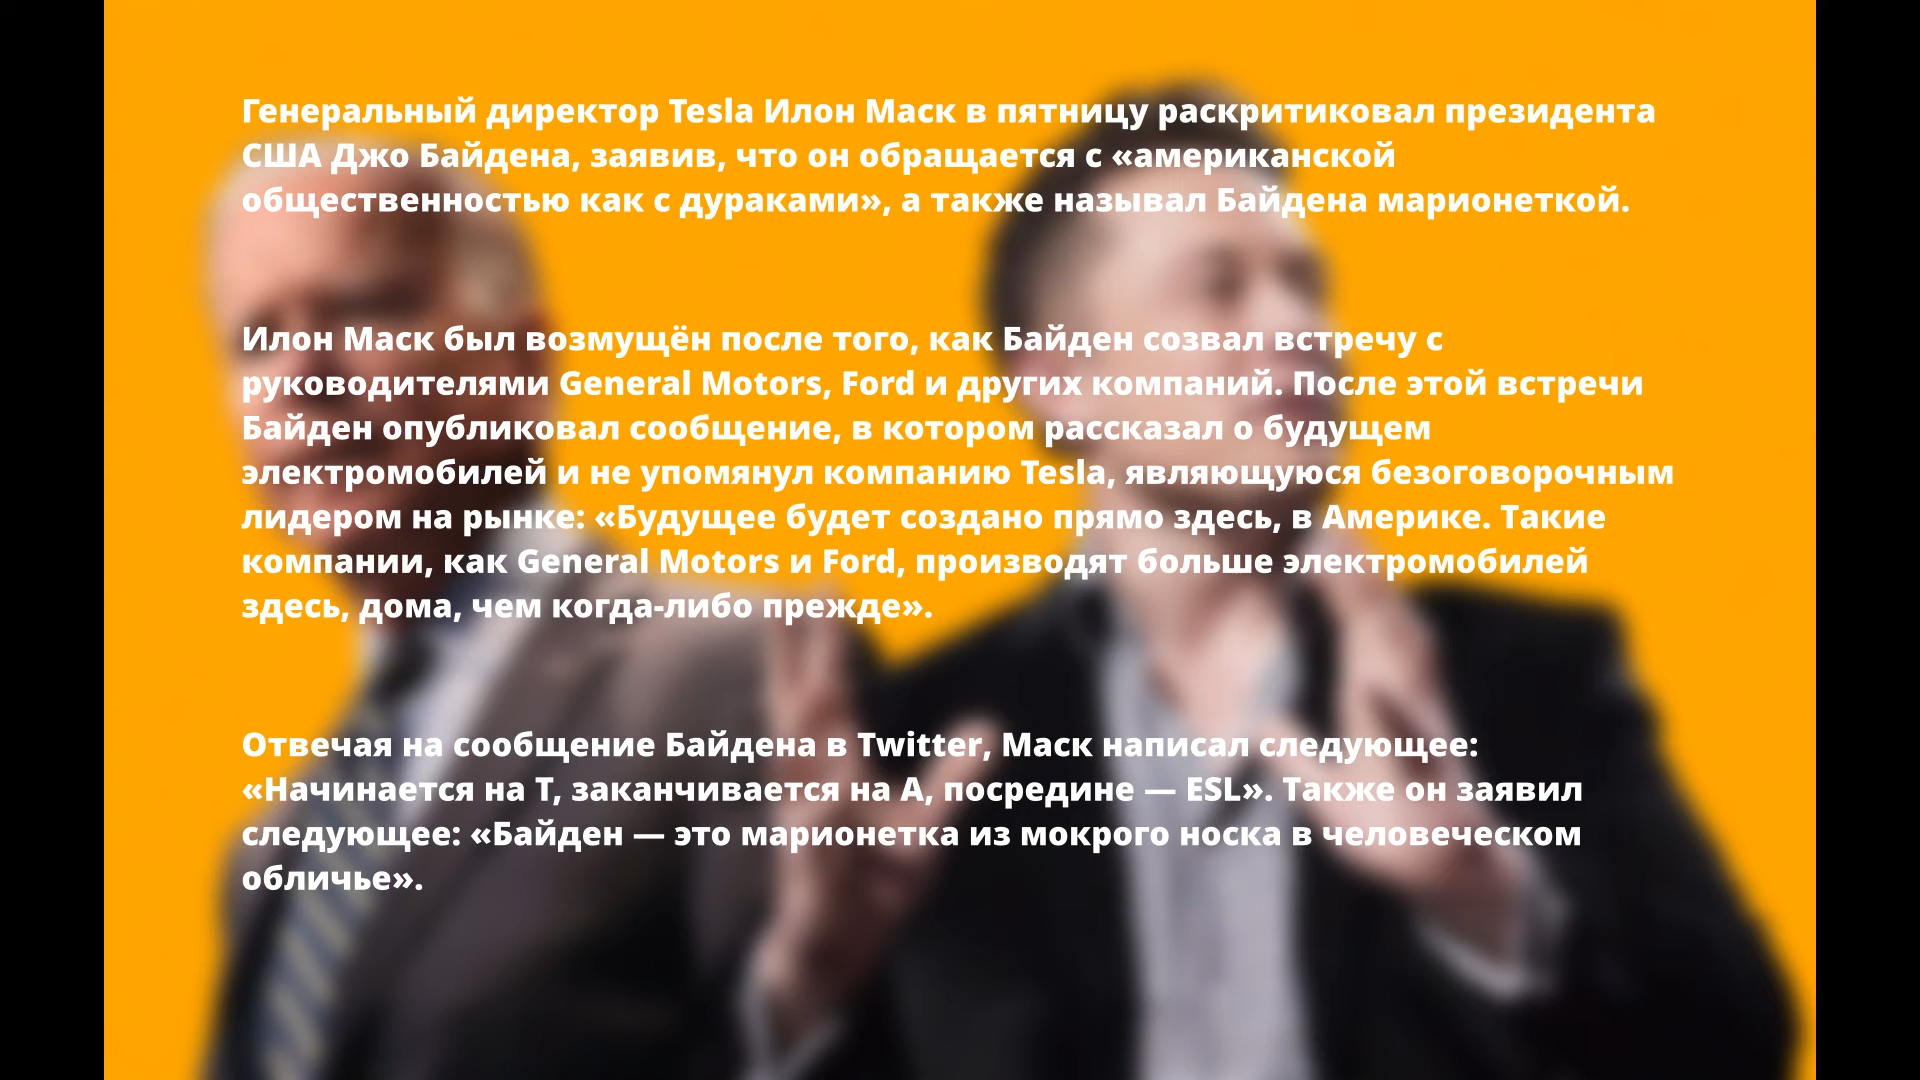 Генеральный директор Tesla Илон Маск в пятницу раскритиковал президента
США Джо Байдена, заявив, что он обращается с «американской
общественностью как с дураками», а также называл Байдена марионеткой.
Илон Маск был возмущён после того, как Байден созвал встречу с
руководителями General Motors, Ford и других компаний. После этой встречи
Байден опубликовал сообщение, в котором рассказал о будущем
электромобилей и не упомянул компанию Tesla, являющуюся безоговорочным
лидером на рынке: «Будущее будет создано прямо здесь, в Америке. Такие
компании, как General Motors и Ford, производят больше электромобилей
здесь, дома, чем когда-либо прежде».
Отвечая на сообщение Байдена в Twitter, Маск написал следующее:
«Начинается на Т, заканчивается на А, посредине — ESL». Также он заявил
следующее: «Байден — это марионетка из мокрого носка в человеческом
обличье».